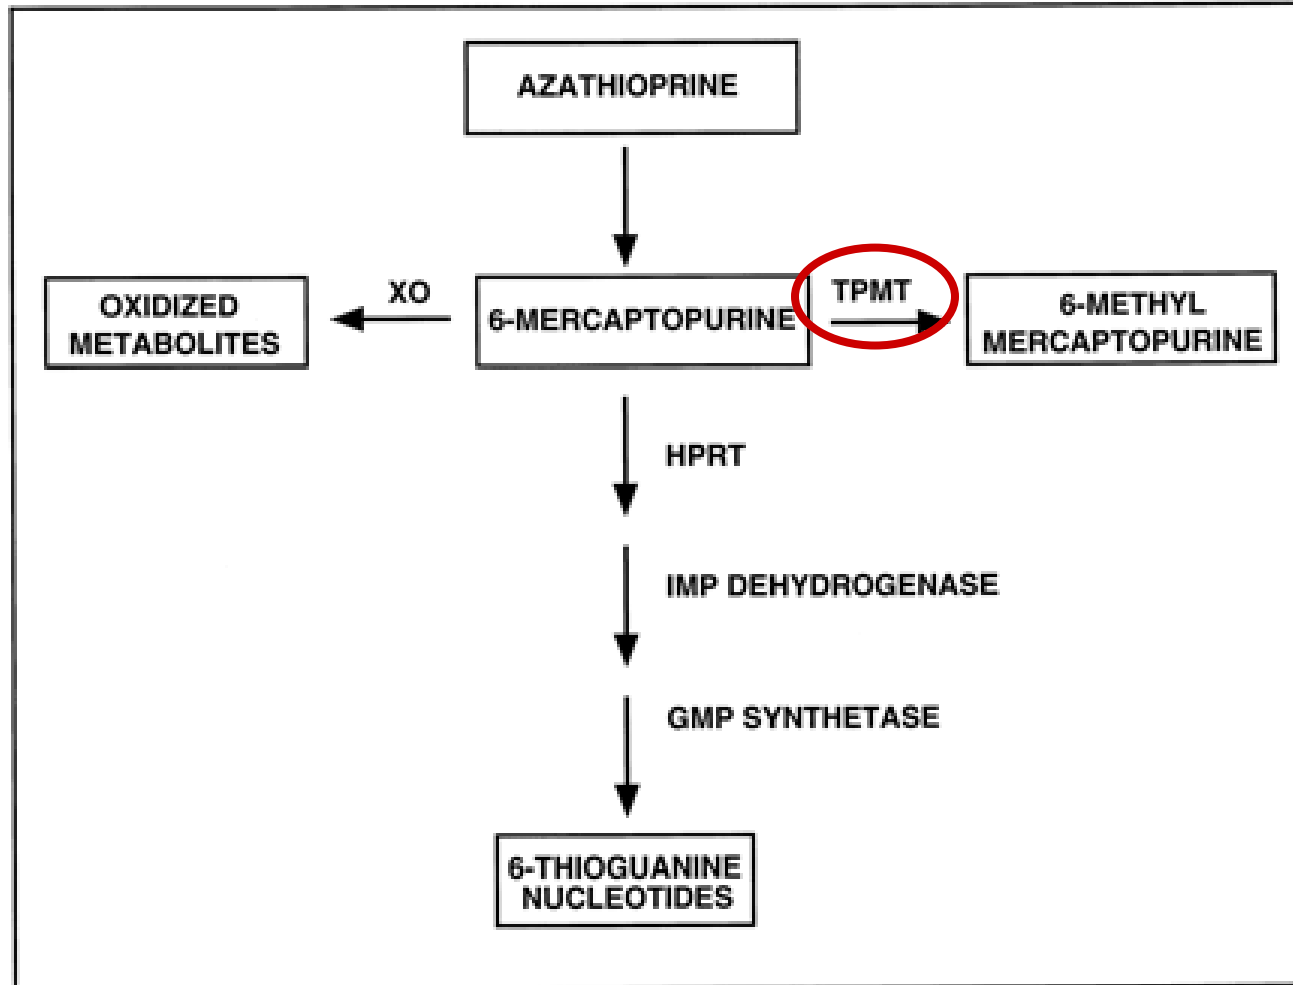 AZATHIOPRINE
OXIDIZED
METABOLITES
XO
6-MERCAPTOPURINE
TPMT
6-METHYL
MERCAPTOPURINE
HPRT
IMP DEHYDROGENASE
GMP SYNTHETASE
6-THIOGUANINE
NUCLEOTIDES